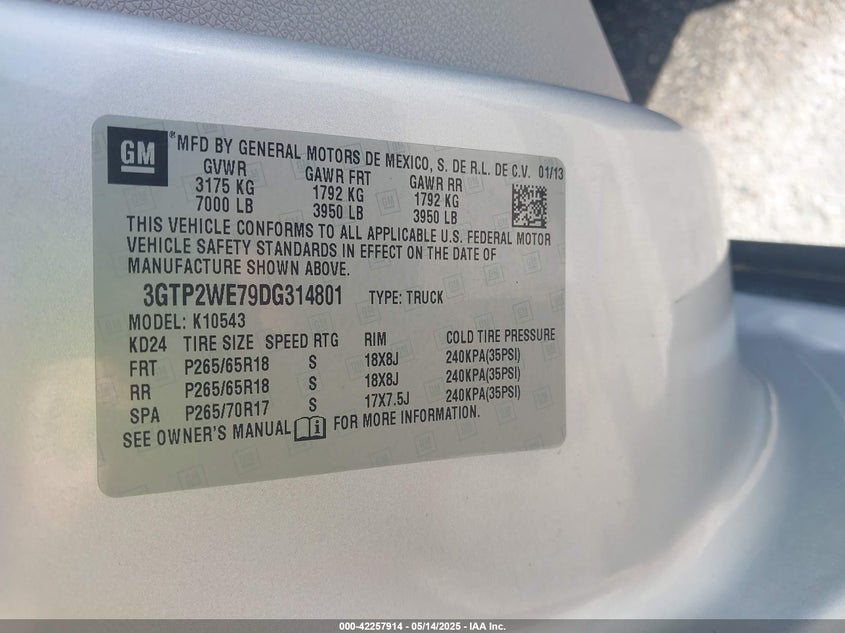 GM ® MFD BY GENERAL MOTORS DE MEXICO, S. DE R.L. DE C.V. 01/13
GVWR GAWR FRT GAWR RR
3175 KG 1792 KG 1792 KG
7000 LB 3950 LB 3950 LB
THIS VEHICLE CONFORMS TO ALL APPLICABLE U.S. FEDERAL MOTOR
VEHICLE SAFETY STANDARDS IN EFFECT ON THE DATE OF
MANUFACTURE SHOWN ABOVE.
3GTP2WE79DG314801 TYPE: TRUCK
MODEL: K10543
KD24 TIRE SIZE SPEED RTG RIM COLD TIRE PRESSURE
FRT P265/65R18 S 18X8J 240KPA(35PSI)
RR P265/65R18 S 18X8J 240KPA(35PSI)
SPA P265/70R17 S 17X7.5J 240KPA(35PSI)
SEE OWNER'S MANUAL i FOR MORE INFORMATION.
000-42257914 / 05/14/2025 - IAA Inc.